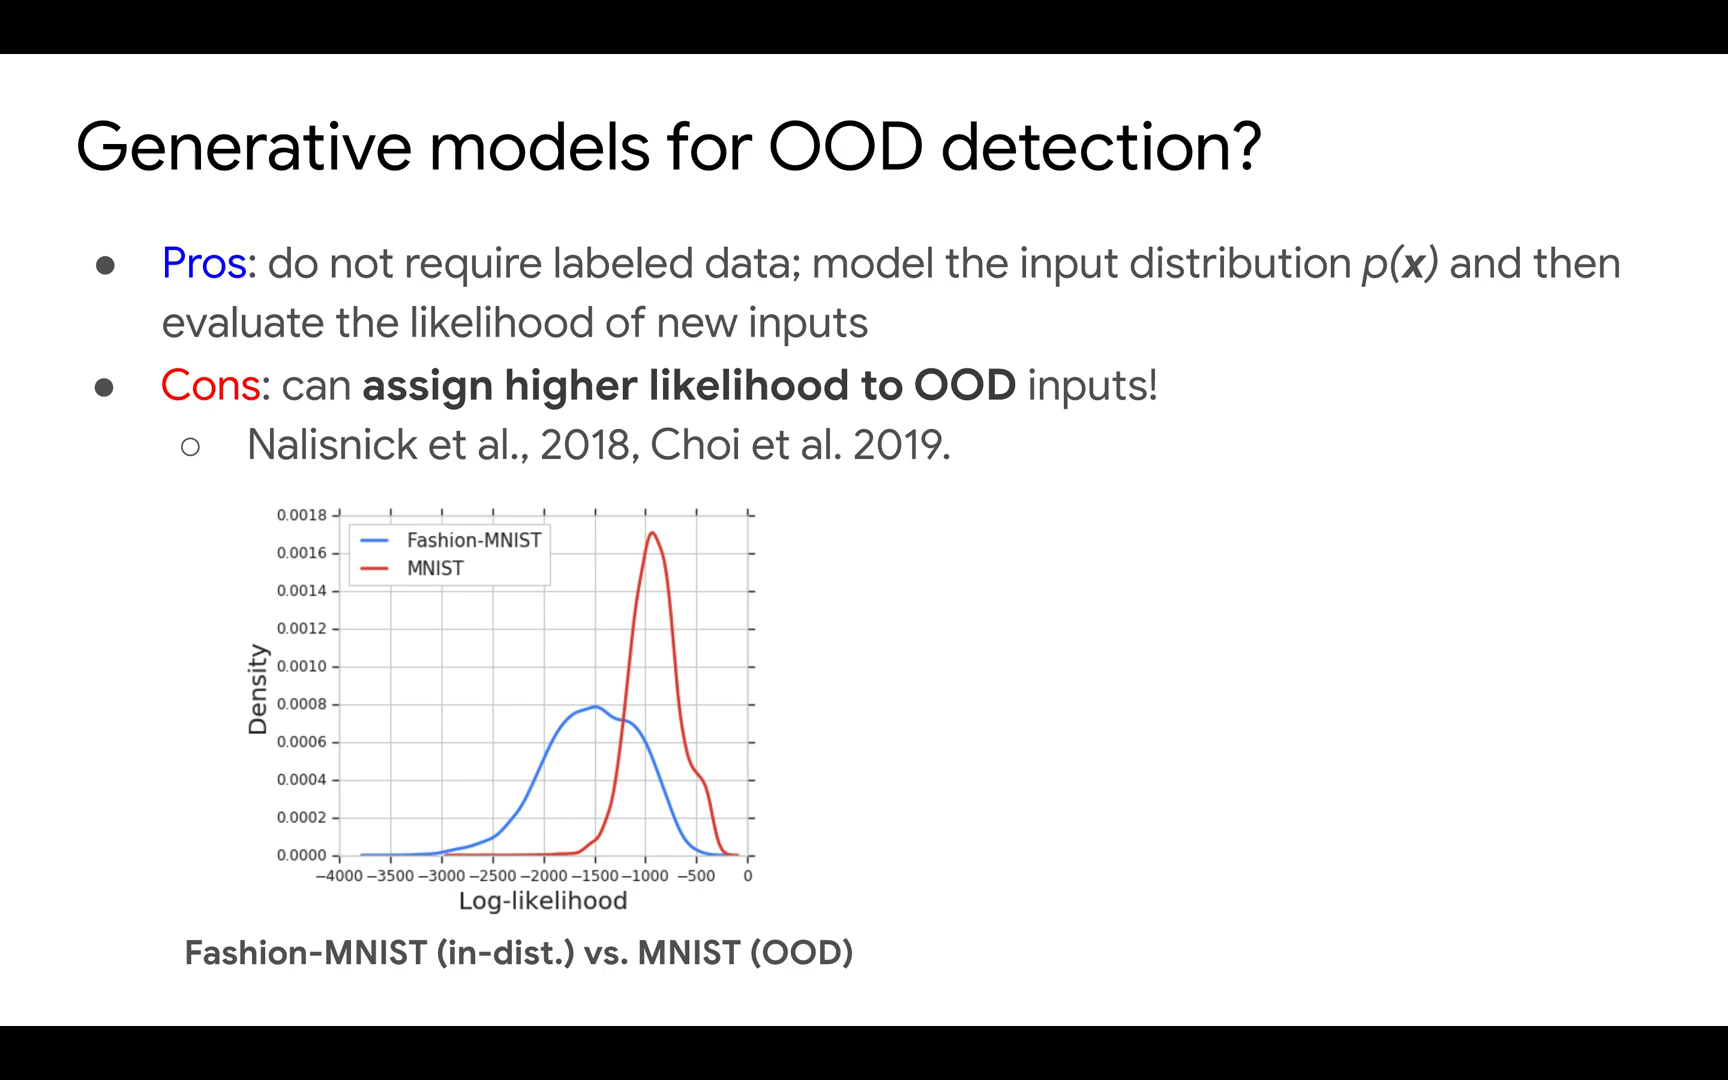 Generative models for OOD detection?
● Pros: do not require labeled data; model the input distribution p(x) and then
evaluate the likelihood of new inputs
● Cons: can assign higher likelihood to OOD inputs!
○ Nalisnick et al., 2018, Choi et al. 2019.
0.0018
0.0016
0.0014
0.0012
0.0010
0.0008
0.0006
0.0004
0.0002
0.0000
Density
Fashion-MNIST
MNIST
−4000 −3500 −3000 −2500 −2000 −1500 −1000 −500 0
Log-likelihood
Fashion-MNIST (in-dist.) vs. MNIST (OOD)